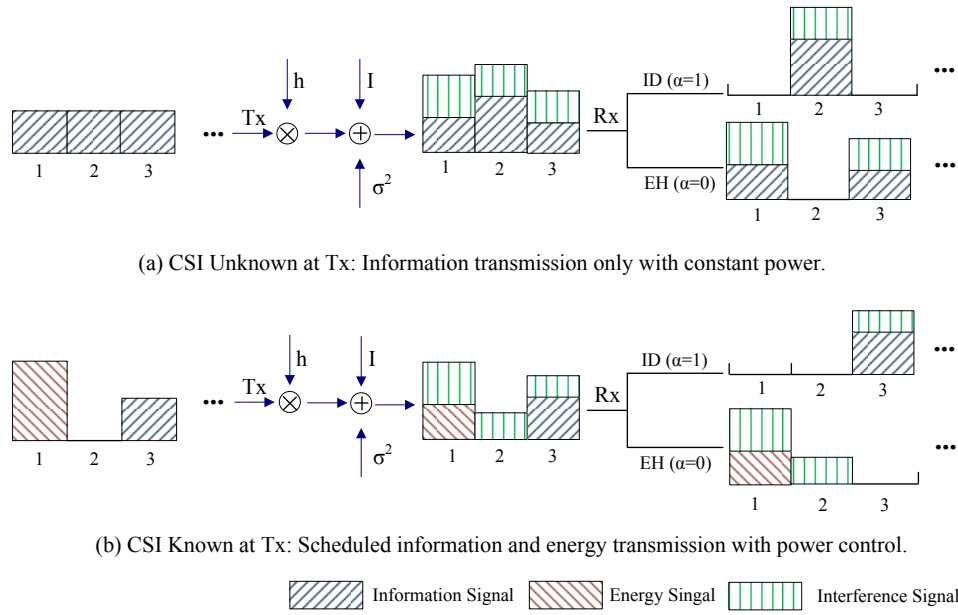 ID (α=1)
1 2 3 ...
h I
Tx Rx
... 
1 2 3
1 2 3
σ²
EH (α=0)
1 2 3
...
(a) CSI Unknown at Tx: Information transmission only with constant power.
ID (α=1)
1 2 3 ...
h I
Tx Rx
...
1 2 3
1 2 3
σ²
EH (α=0)
1 2 3
...
(b) CSI Known at Tx: Scheduled information and energy transmission with power control.
Information Signal Energy Singal Interference Signal